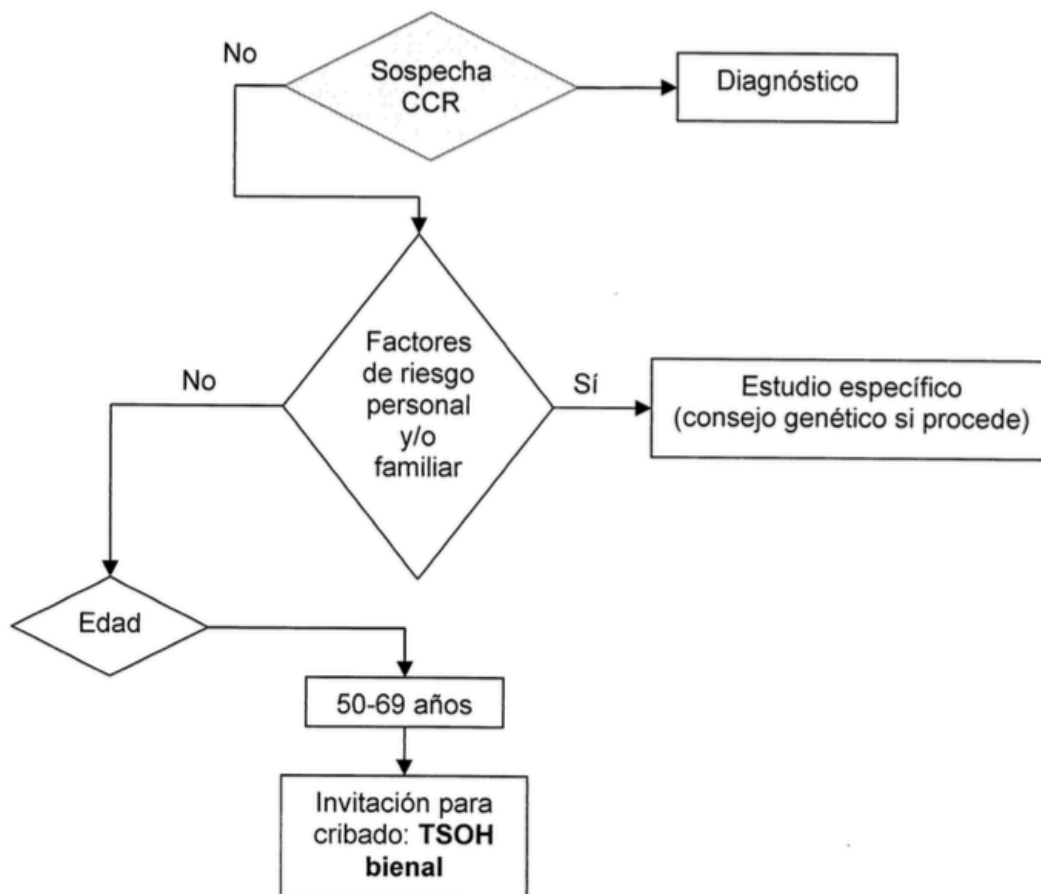 No
Sospecha
CCR
Diagnóstico
Factores
de riesgo
personal
y/o
familiar
No
Sí
Estudio específico
(consejo genético si procede)
Edad
50-69 años
Invitación para
cribado: TSOH
bienal